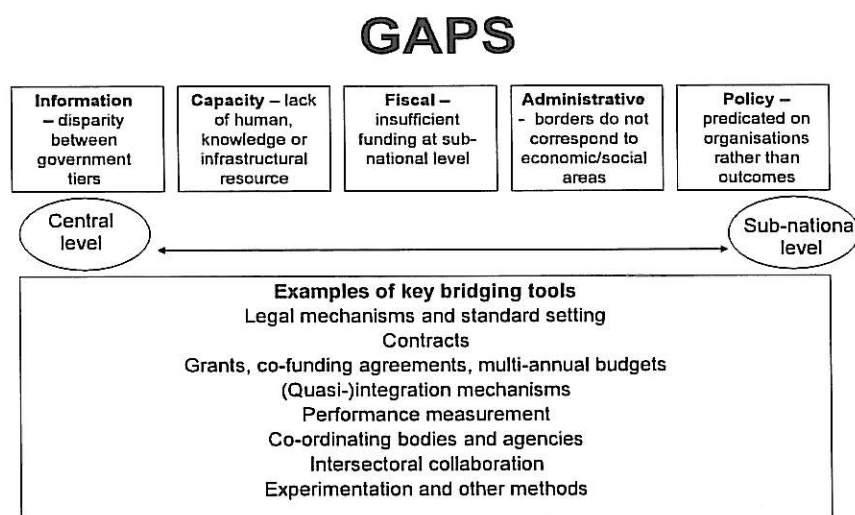 GAPS
Information
– disparity
between
government
tiers
Capacity – lack
of human,
knowledge or
infrastructural
resource
Fiscal –
insufficient
funding at sub-
national level
Administrative
- borders do not
correspond to
economic/social
areas
Policy –
predicated on
organisations
rather than
outcomes
Central
level
Sub-national
level
Examples of key bridging tools
Legal mechanisms and standard setting
Contracts
Grants, co-funding agreements, multi-annual budgets
(Quasi-)integration mechanisms
Performance measurement
Co-ordinating bodies and agencies
Intersectoral collaboration
Experimentation and other methods